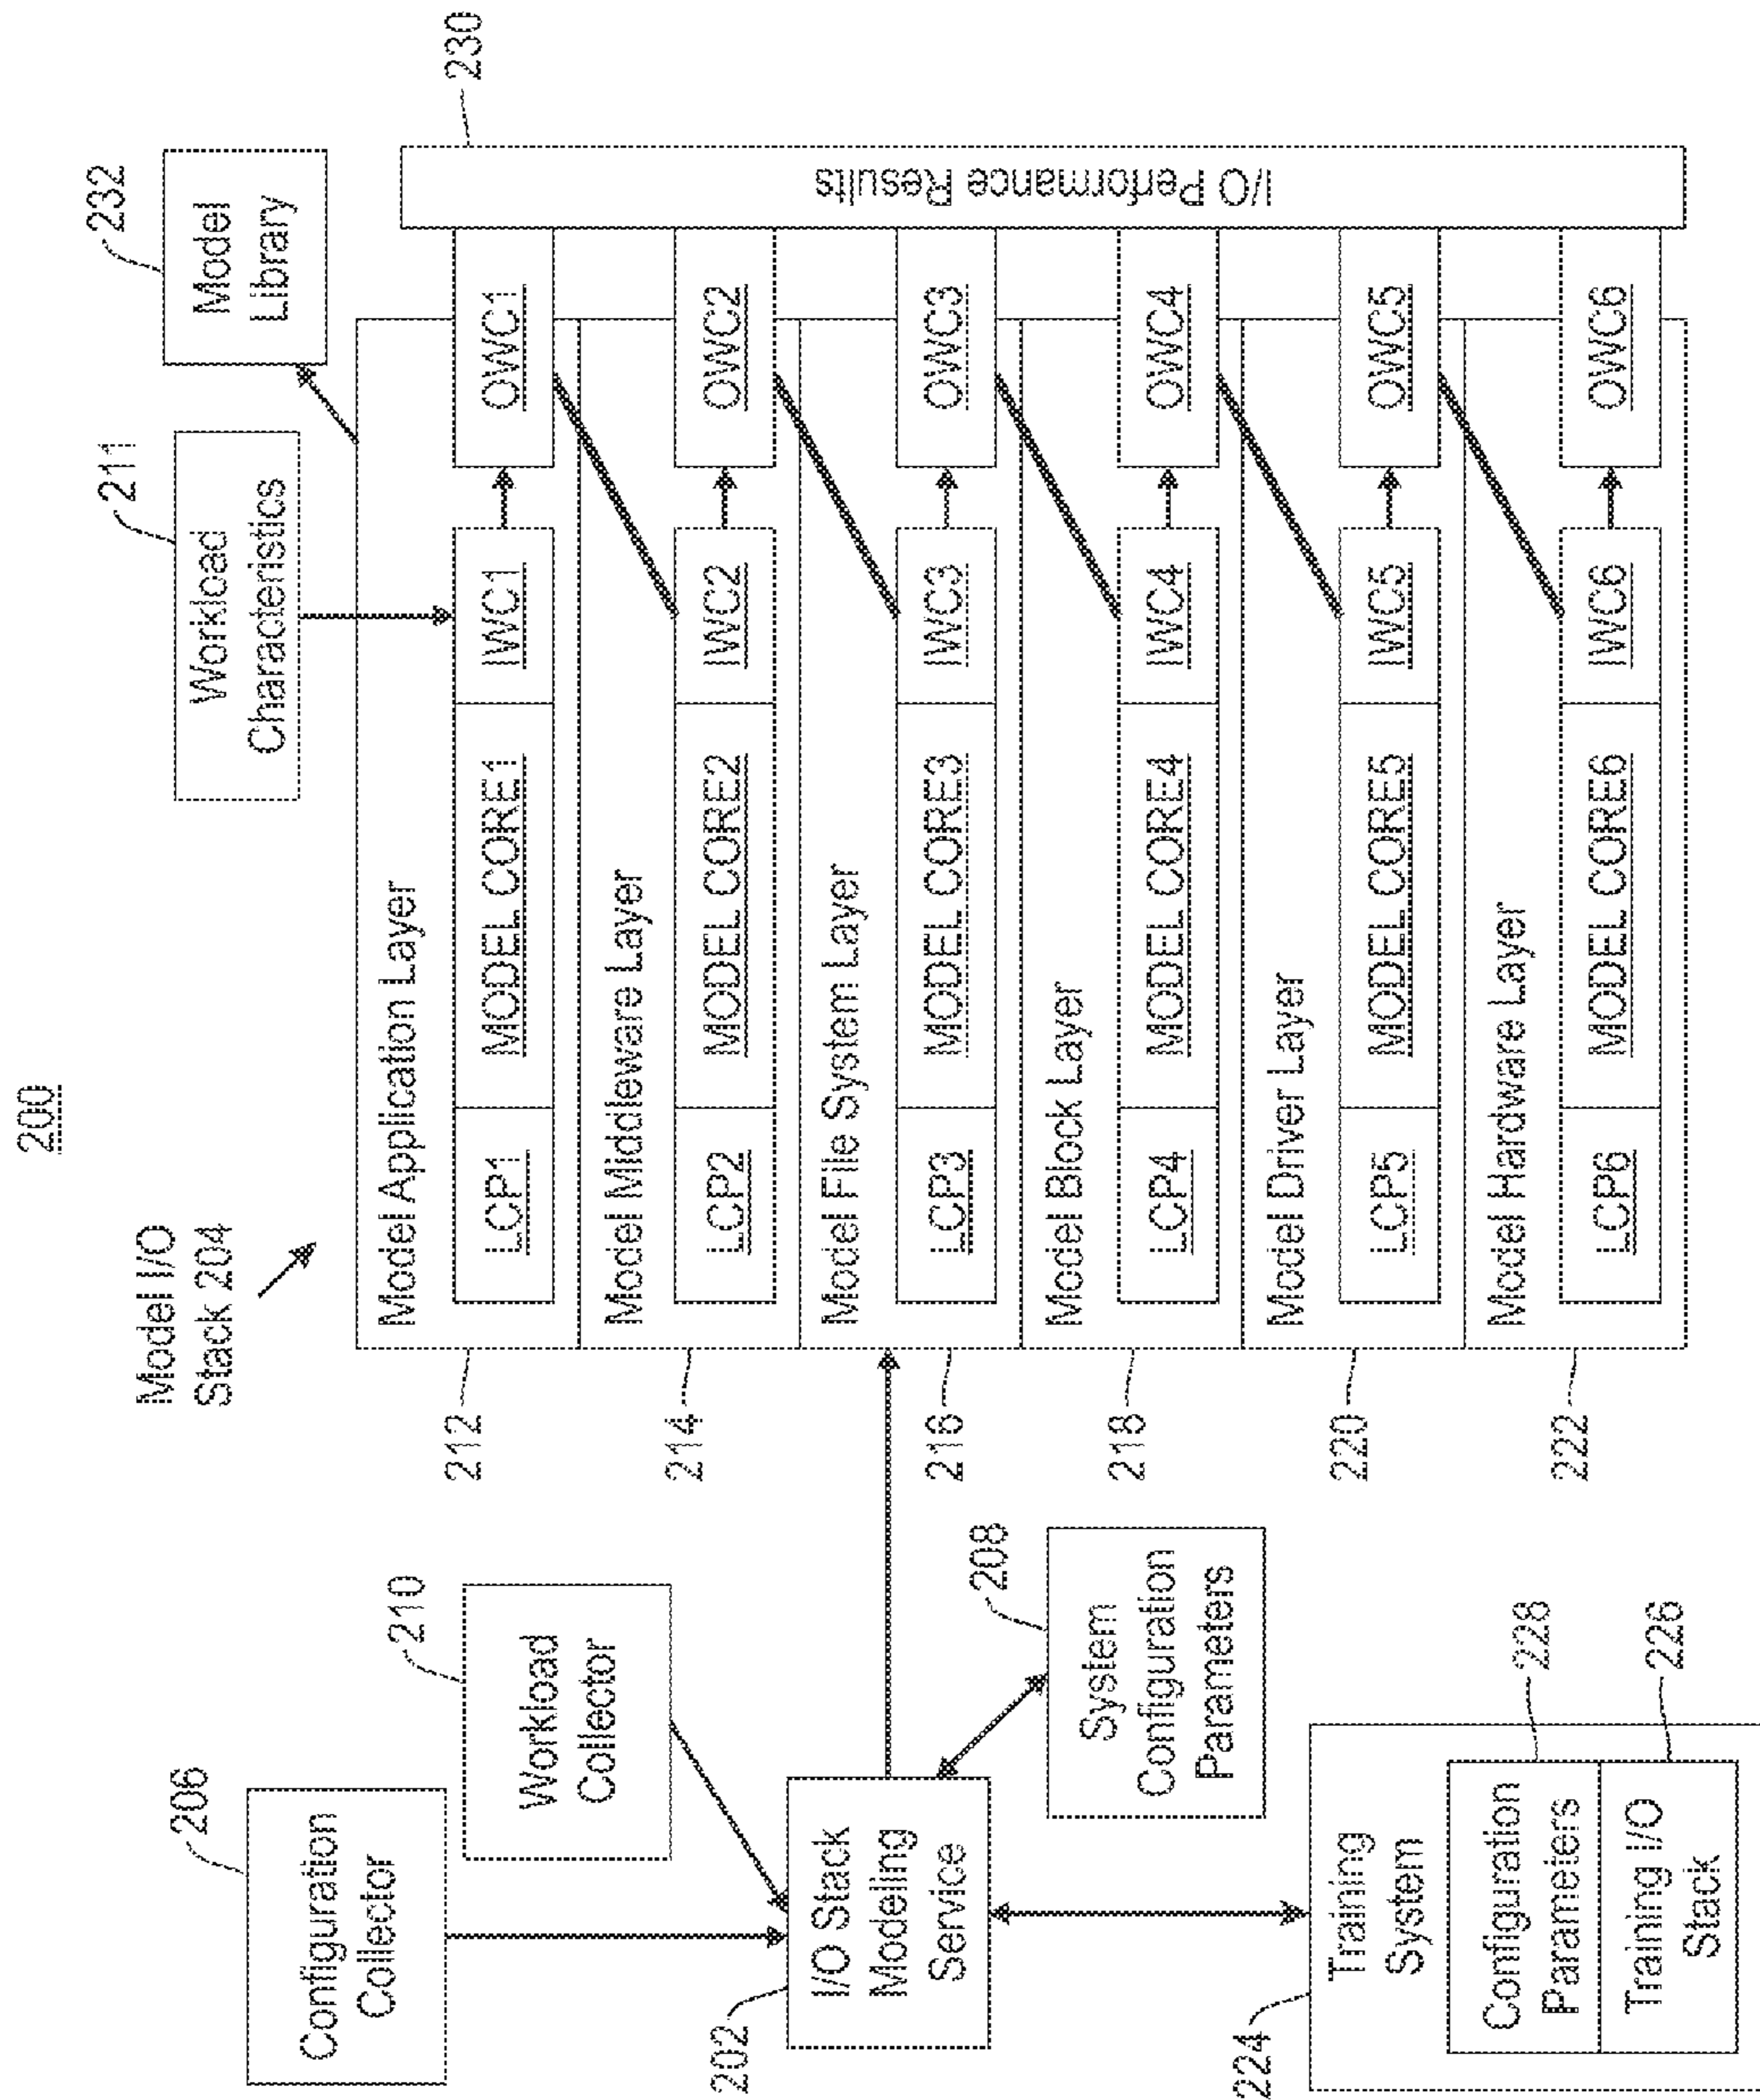 200
206
Configuration
Collector
210
Workload
Collector
202
I/O Stack
Modelling
Service
208
System
Configuration
Parameters
224
Training
System
228
Configuration
Parameters
226
Training I/O
Stack
Model I/O
Stack 204
211
Workload
Characteristics
232
Model
Library
212
Model Application Layer
LCP1
MODEL CORE1
IWC1
OWC1
214
Model Middleware Layer
LCP2
MODEL CORE2
IWC2
OWC2
216
Model File System Layer
LCP3
MODEL CORE3
IWC3
OWC3
218
Model Block Layer
LCP4
MODEL CORE4
IWC4
OWC4
220
Model Driver Layer
LCP5
MODEL CORE5
IWC5
OWC5
222
Model Hardware Layer
LCP6
MODEL CORE6
IWC6
OWC6
I/O Performance Results
230